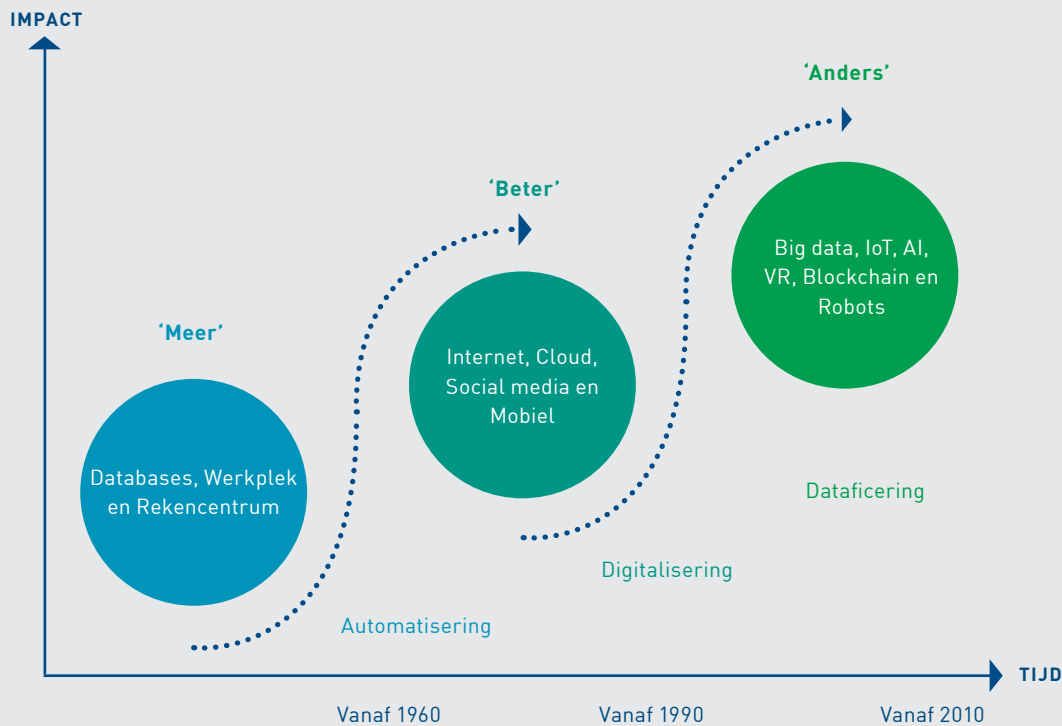 IMPACT
‘Anders’
‘Beter’
Big data, IoT, AI,
VR, Blockchain en
Robots
‘Meer’
Internet, Cloud,
Social media en
Mobiel
Databases, Werkplek
en Rekencentrum
Dataficering
Digitalisering
Automatisering
TIJD
Vanaf 1960
Vanaf 1990
Vanaf 2010